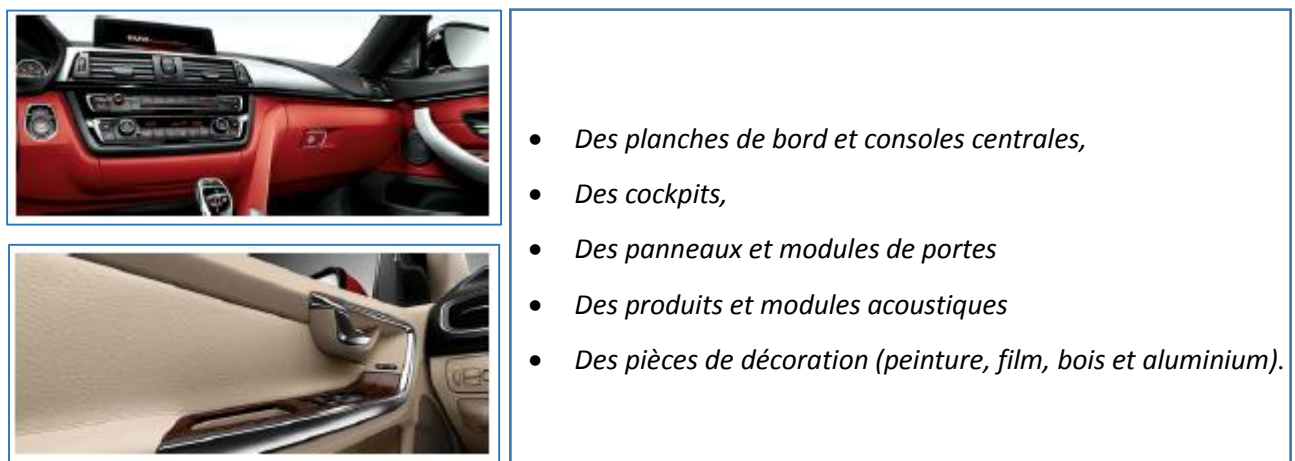 • Des planches de bord et consoles centrales,
• Des cockpits,
• Des panneaux et modules de portes
• Des produits et modules acoustiques
• Des pièces de décoration (peinture, film, bois et aluminium).